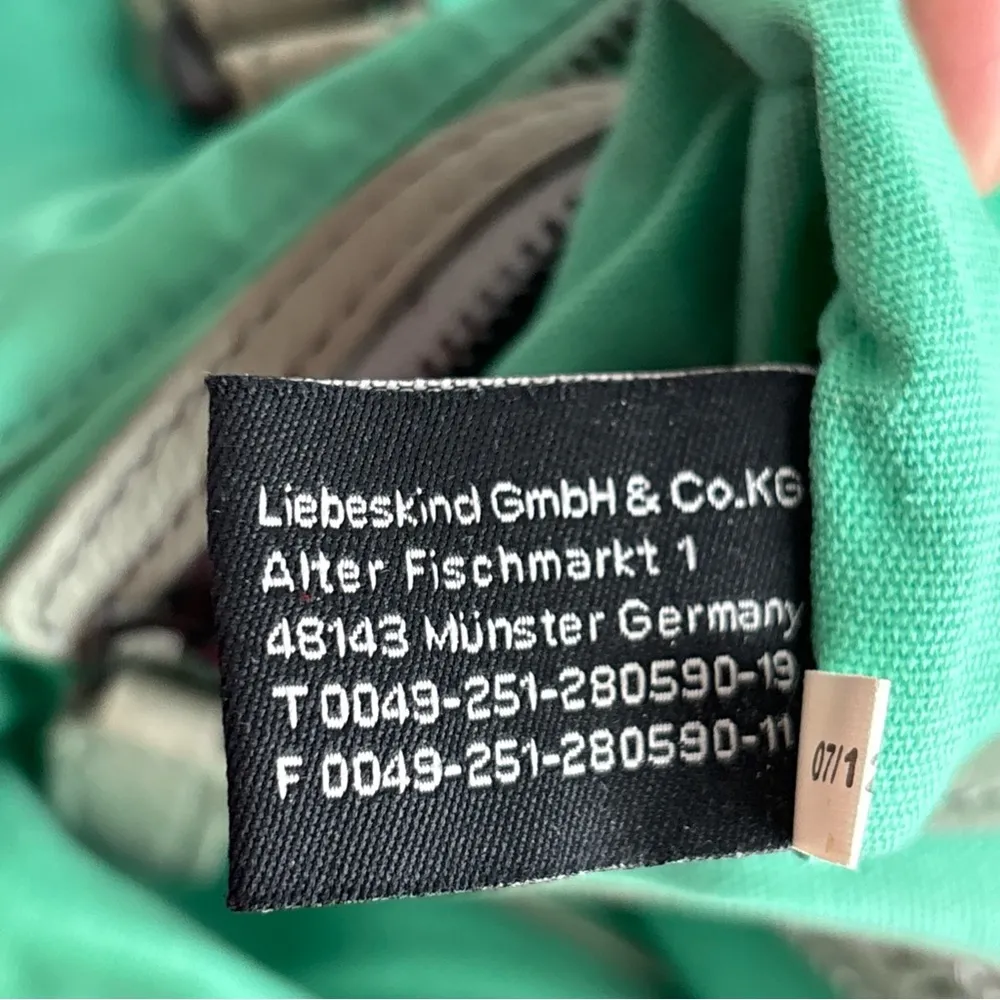 Liebeskind GmbH & Co.KG
Alter Fischmarkt 1
48143 Münster Germany
T 0049-251-280590-19
F 0049-251-280590-11